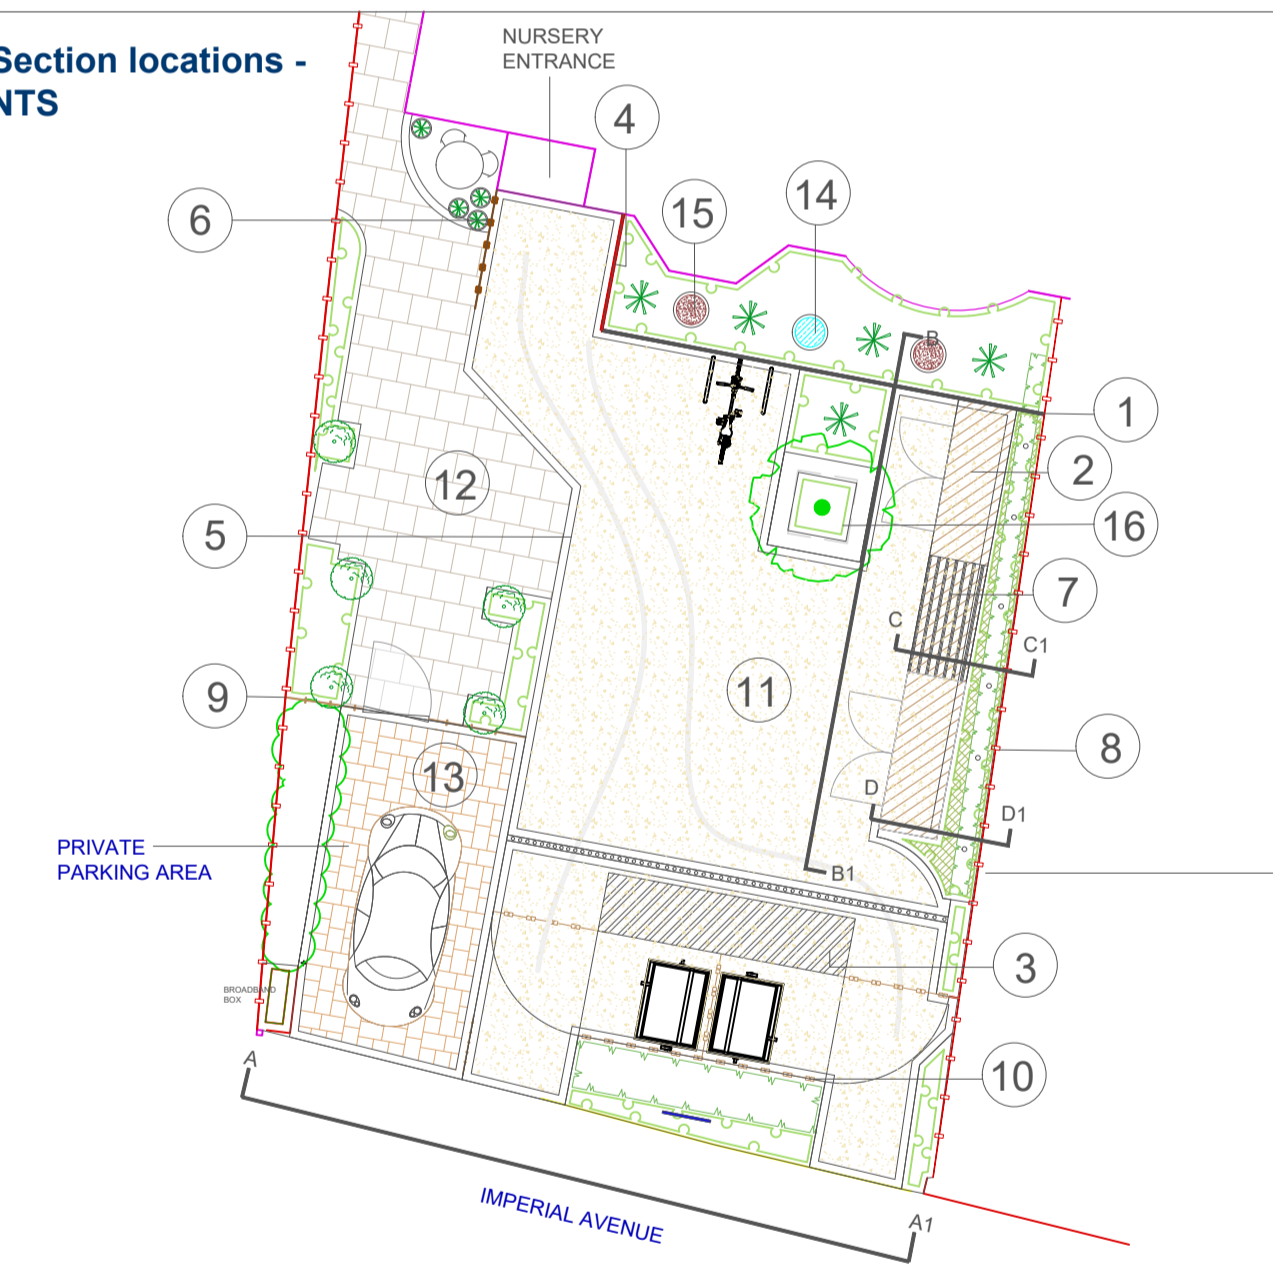 Section locations -
NTS
NURSERY
ENTRANCE
4
15
14
6
B
1
2
12
16
5
7
C
C1
11
9
8
13
D
D1
PRIVATE
PARKING AREA
B1
3
BROADBAND
BOX
A
10
IMPERIAL AVENUE
A1